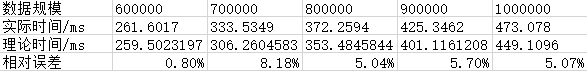 数据规模 600000 700000 800000 900000 1000000
实际时间/ms 261.6017 333.5349 372.2594 425.3462 473.078
理论时间/ms 259.5023197 306.2604583 353.4845844 401.1161208 449.1096
相对误差 0.80% 8.18% 5.04% 5.70% 5.07%